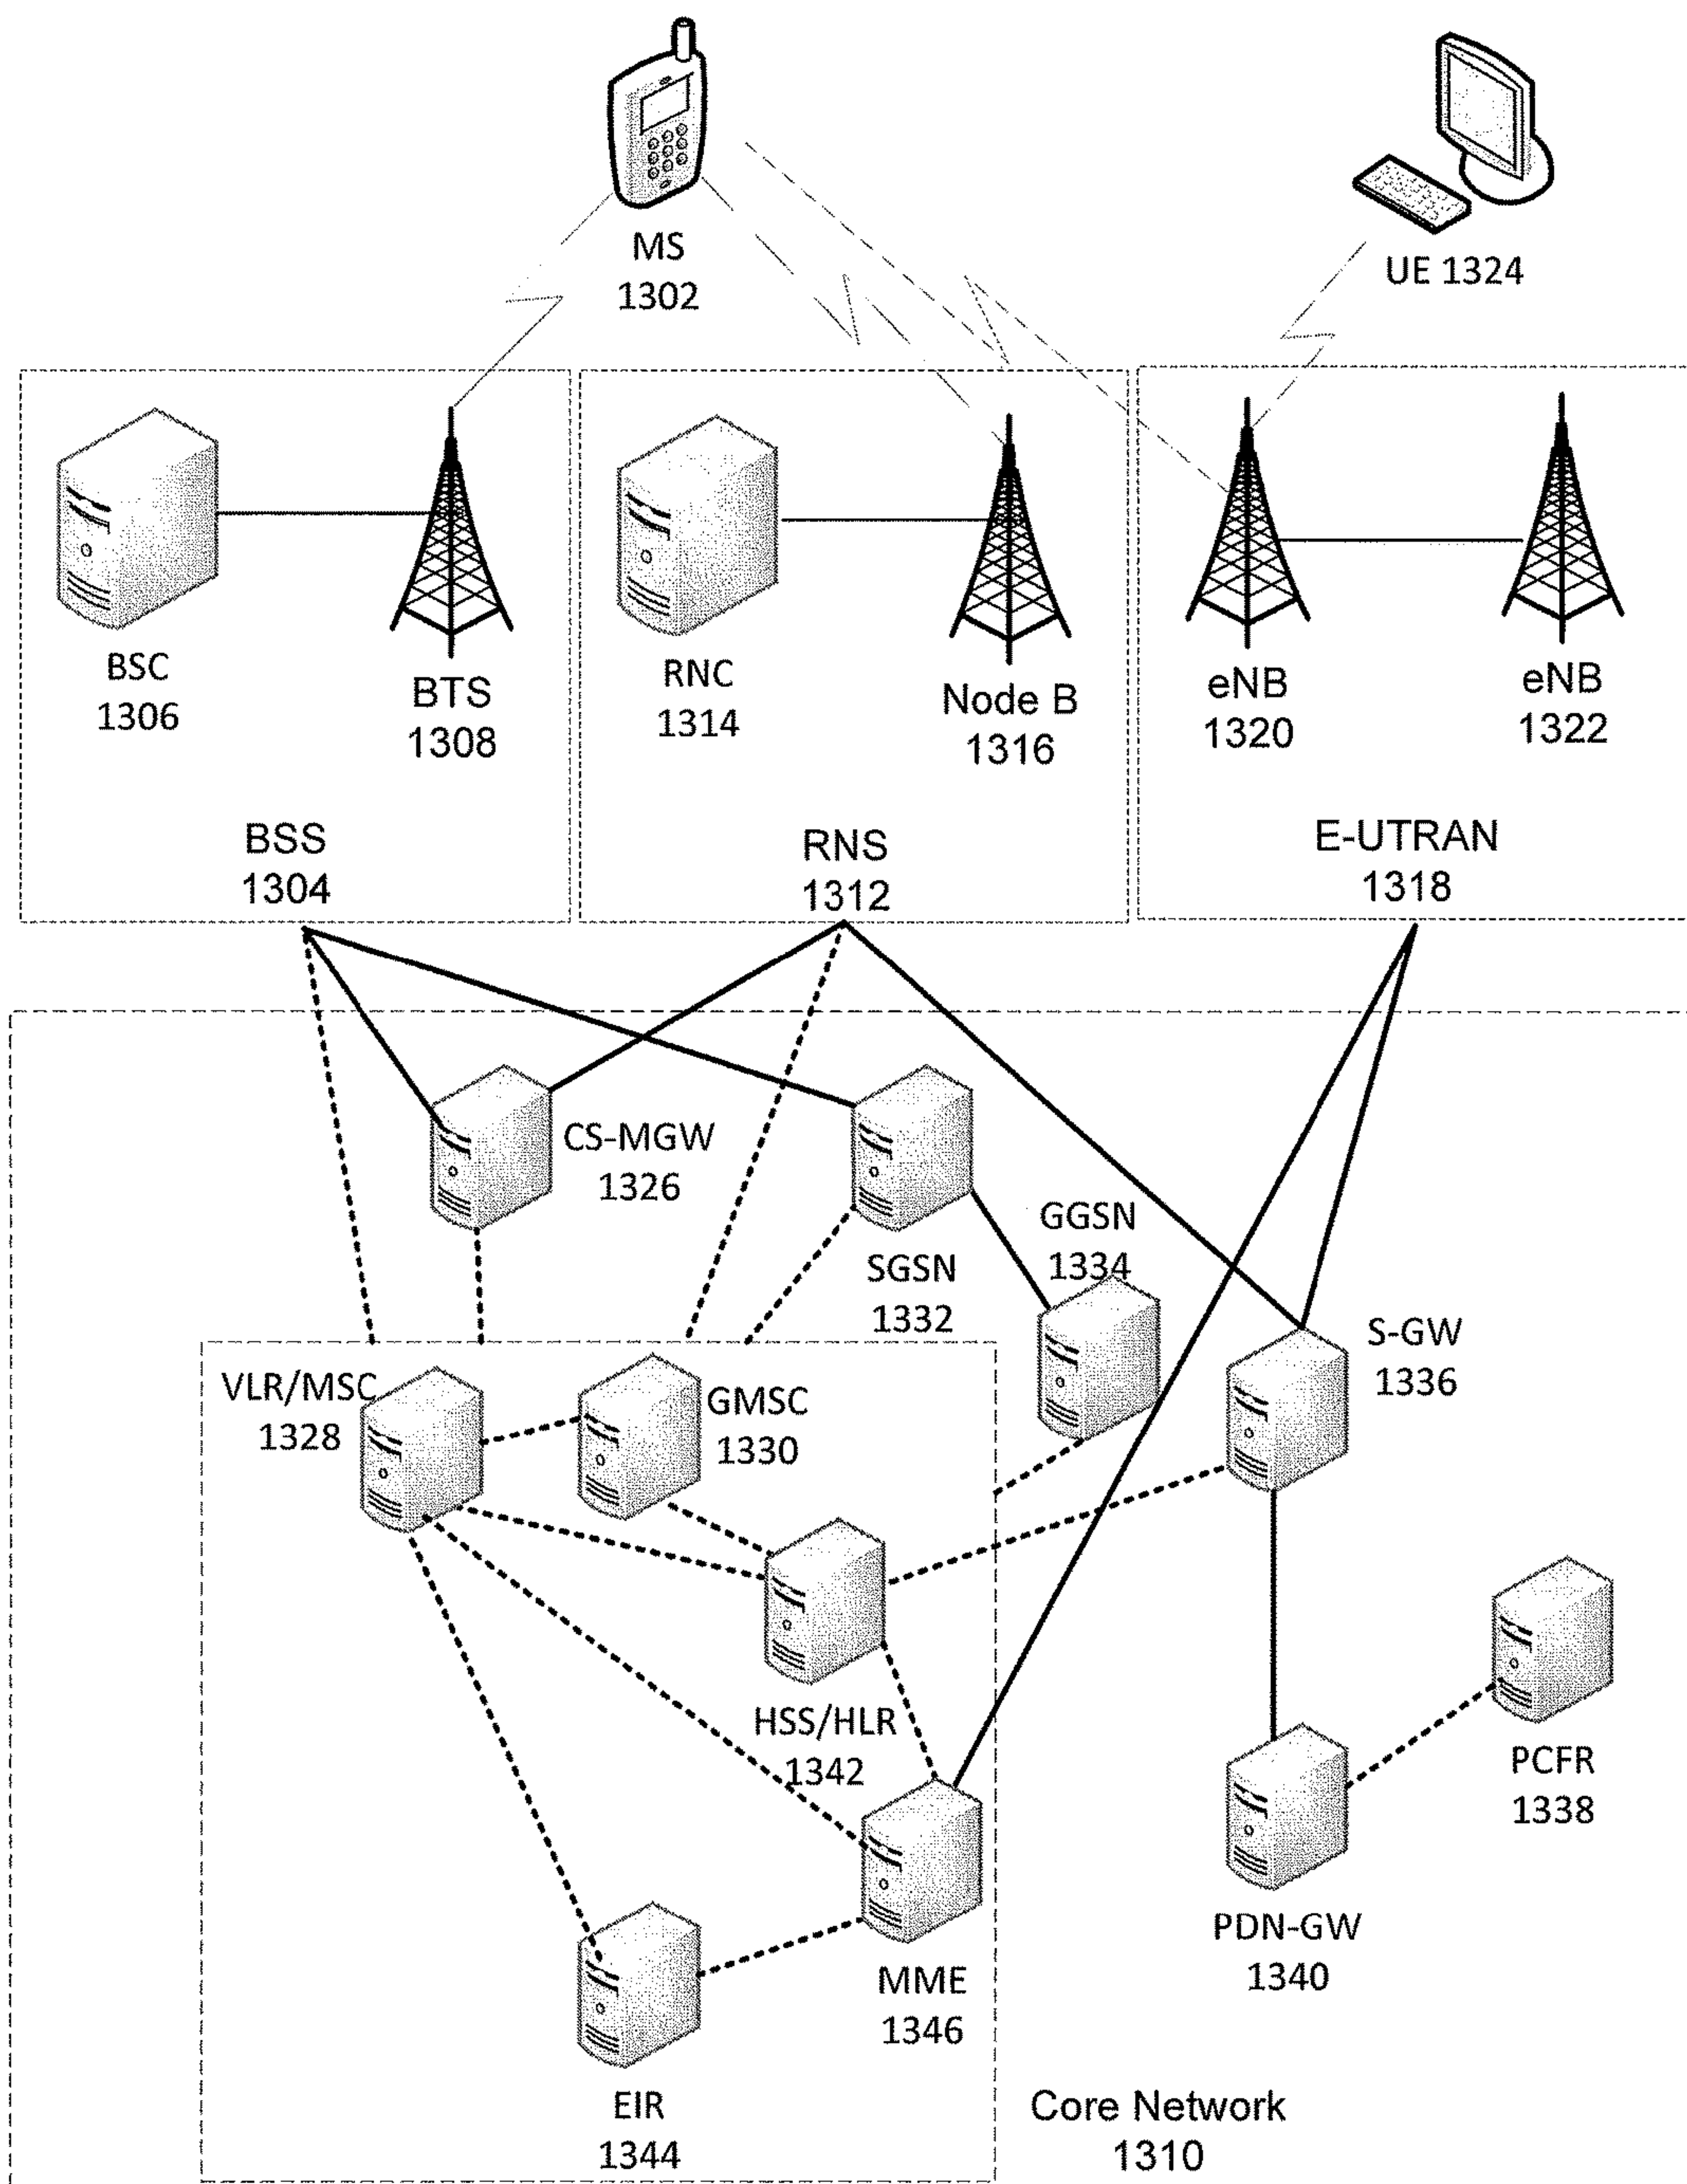 MS
1302
UE 1324
BSC
1306
BTS
1308
RNC
1314
Node B
1316
eNB
1320
eNB
1322
BSS
1304
RNS
1312
E-UTRAN
1318
CS-MGW
1326
SGSN
1332
GGSN
1334
S-GW
1336
VLR/MSC
1328
GMSC
1330
HSS/HLR
1342
PCFR
1338
PDN-GW
1340
MME
1346
EIR
1344
Core Network
1310